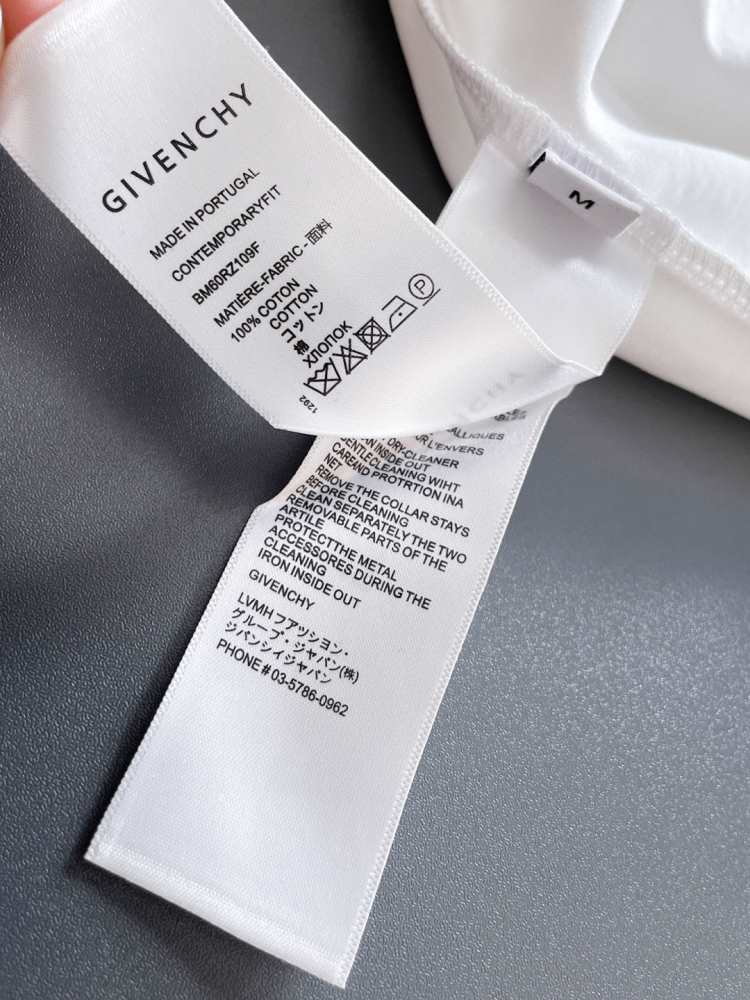 GIVENCHY
MADE IN PORTUGAL
CONTEMPORARYFIT
BM60RZ109F
MATIÈRE-FABRIC - 面料
100% COTON
COTTON
コットン
棉
ХЛОПОК
P
1292
M
ALLIQUES
UR L'ENVERS
DRY-CLEANER
AN INSIDE OUT
GENTLE CLEANING WIHT
CAREAND PROTRTION INA
NET
REMOVE THE COLLAR STAYS
BEFORE CLEANING
CLEAN SEPARATELY THE TWO
REMOVABLE PARTS OF THE
ARTILE
PROTECTTHE METAL
ACCESSORES DURING THE
CLEANING
IRON INSIDE OUT
GIVENCHY
LVMH ファッション・
グループ・ジャパン(株)
ジバンシイジャパン
PHONE # 03-5786-0962